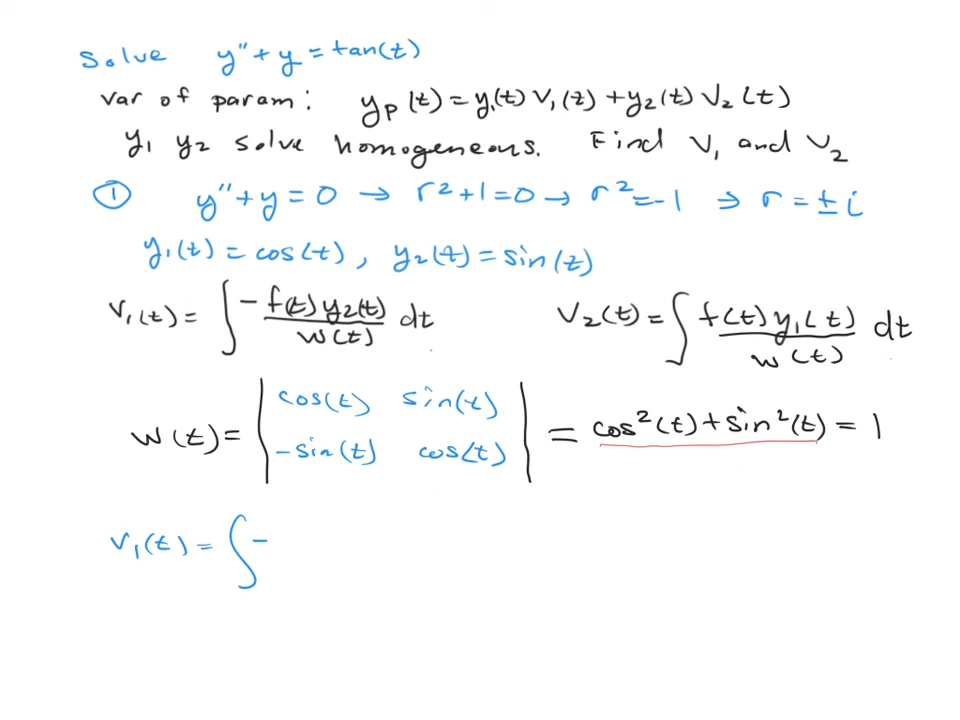 Solve y'' + y = tan(t)
Var of param: yₚ(t) = y₁(t) V₁(t) + y₂(t) V₂(t)
y₁ y₂ solve homogeneous. Find V₁ and V₂
① y'' + y = 0 → r² + 1 = 0 → r² = -1 ⇒ r = ± i
y₁(t) = cos(t), y₂(t) = sin(t)
V₁(t) = ∫ - f(t) y₂(t) / W(t) dt V₂(t) = ∫ f(t) y₁(t) / W(t) dt
W(t) = | cos(t) sin(t) |
| -sin(t) cos(t) | = cos²(t) + sin²(t) = 1
V₁(t) = ∫ -